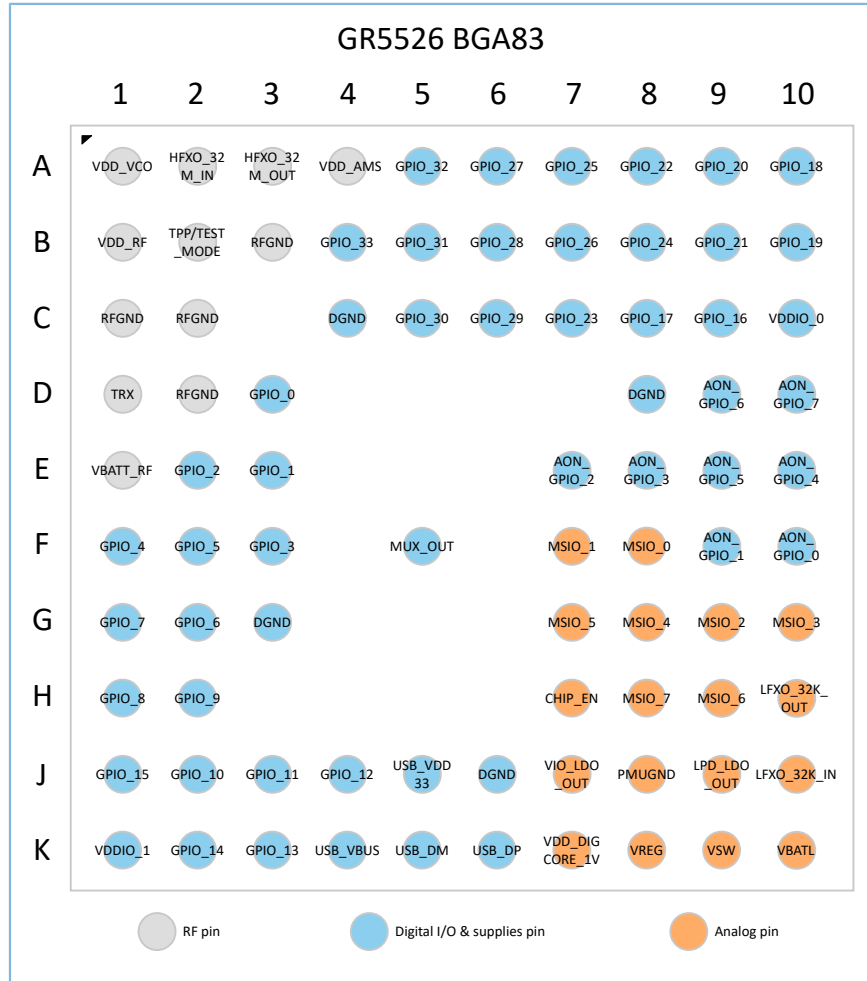 GR5526 BGA83
1 2 3 4 5 6 7 8 9 10
A VDD_VCO HFXO_32 HFXO_32 VDD_AMS GPIO_32 GPIO_27 GPIO_25 GPIO_22 GPIO_20 GPIO_18
M_IN M_OUT
B VDD_RF TPP/TEST RFGND GPIO_33 GPIO_31 GPIO_28 GPIO_26 GPIO_24 GPIO_21 GPIO_19
_MODE
C RFGND RFGND DGND GPIO_30 GPIO_29 GPIO_23 GPIO_17 GPIO_16 VDDIO_0
D TRX RFGND GPIO_0 DGND AON_ AON_
GPIO_6 GPIO_7
E VBATT_RF GPIO_2 GPIO_1 AON_ AON_ AON_ AON_
GPIO_2 GPIO_3 GPIO_5 GPIO_4
F GPIO_4 GPIO_5 GPIO_3 MUX_OUT MSIO_1 MSIO_0 AON_ AON_
GPIO_1 GPIO_0
G GPIO_7 GPIO_6 DGND MSIO_5 MSIO_4 MSIO_2 MSIO_3
H GPIO_8 GPIO_9 CHIP_EN MSIO_7 MSIO_6 LFXO_32K_
OUT
J GPIO_15 GPIO_10 GPIO_11 GPIO_12 USB_VDD DGND VIO_LDO PMUGND LPD_LDO LFXO_32K_IN
33 _OUT _OUT
K VDDIO_1 GPIO_14 GPIO_13 USB_VBUS USB_DM USB_DP VDD_DIG VREG VSW VBATL
CORE_1V
RF pin Digital I/O & supplies pin Analog pin